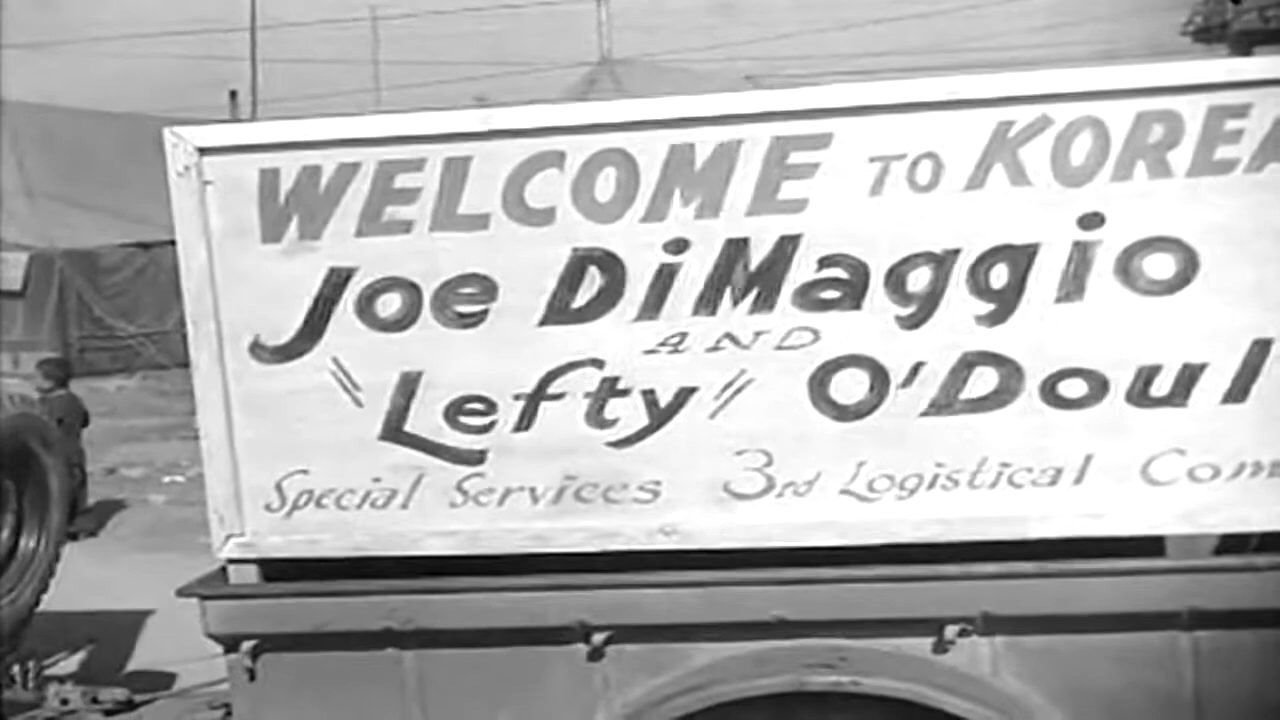 WELCOME TO KOREA
Joe DiMaggio
AND
"Lefty" O'Doul
Special Services 3rd Logistical Com